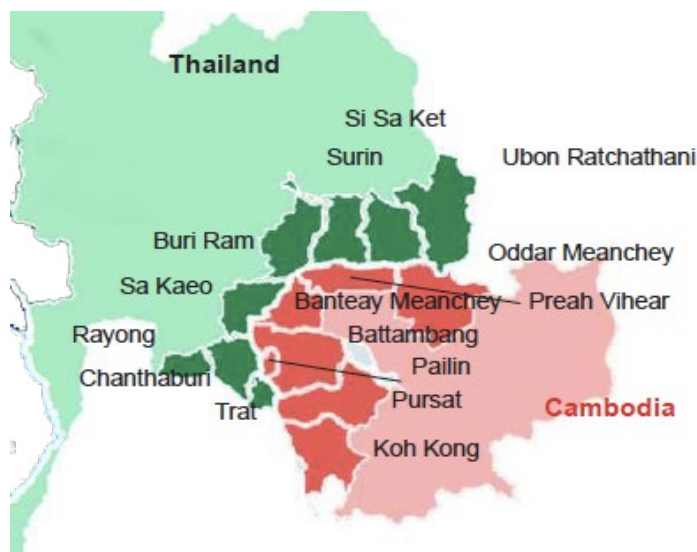 Thailand
Si Sa Ket
Surin
Ubon Ratchathani
Buri Ram
Oddar Meanchey
Sa Kaeo
Banteay Meanchey
Preah Vihear
Rayong
Battambang
Pailin
Chanthaburi
Pursat
Trat
Cambodia
Koh Kong